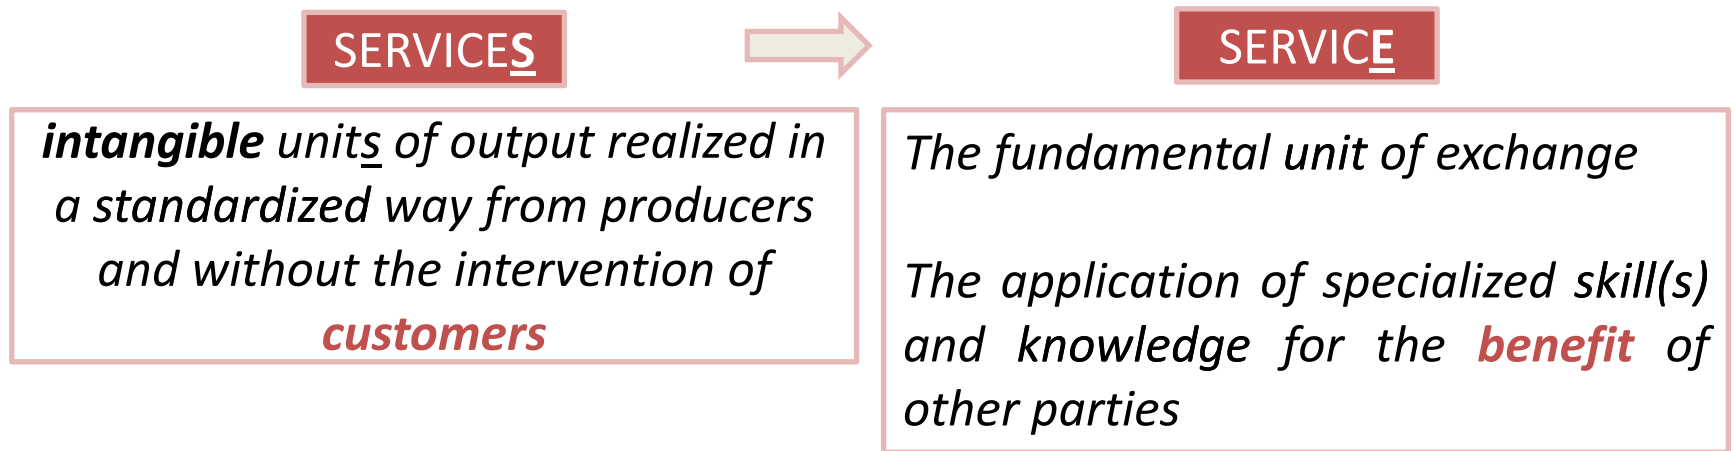 SERVICES
intangible units of output realized in
a standardized way from producers
and without the intervention of
customers
SERVICE
The fundamental unit of exchange
The application of specialized skill(s)
and knowledge for the benefit of
other parties